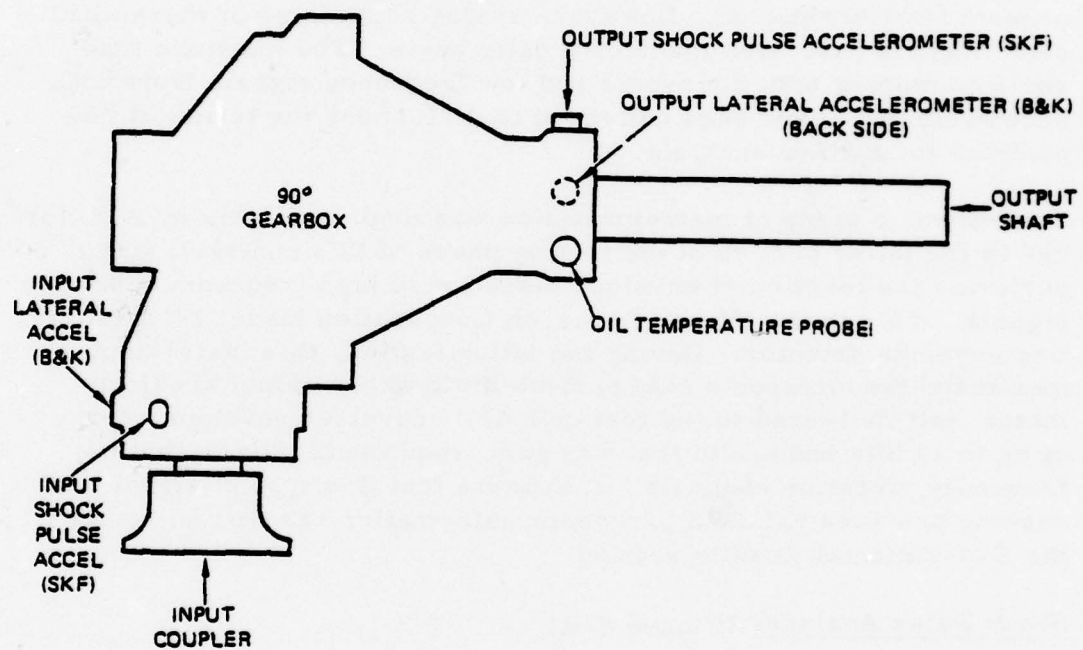 OUTPUT SHOCK PULSE ACCELEROMETER (SKF)
OUTPUT LATERAL ACCELEROMETER (B&K)
(BACK SIDE)
90°
GEARBOX
OUTPUT
SHAFT
INPUT
LATERAL
ACCEL
(B&K)
OIL TEMPERATURE PROBE
INPUT
SHOCK
PULSE
ACCEL
(SKF)
INPUT
COUPLER